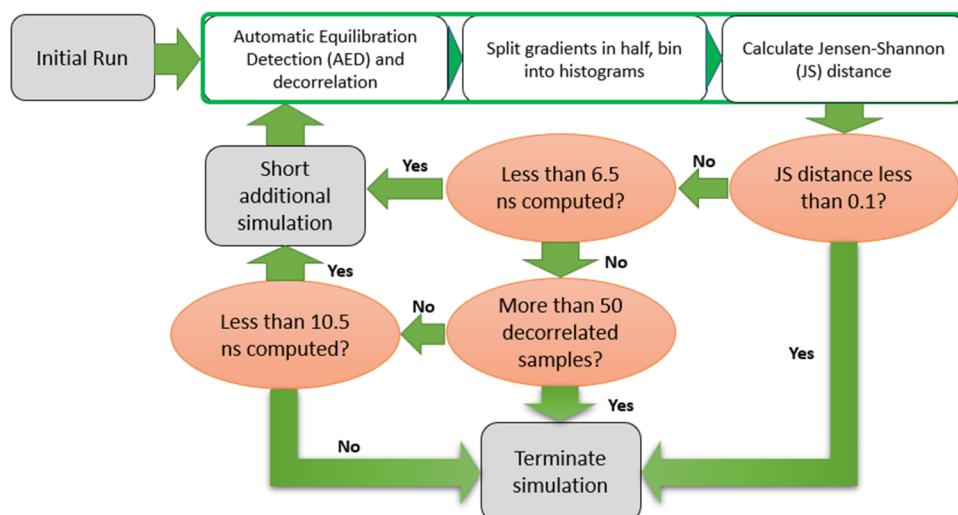 Initial Run
Automatic Equilibration
Detection (AED) and
decorrelation
Split gradients in half, bin
into histograms
Calculate Jensen-Shannon
(JS) distance
Short
additional
simulation
Yes
Less than 6.5
ns computed?
No
JS distance less
than 0.1?
Yes
No
Less than 10.5
ns computed?
No
More than 50
decorrelated
samples?
Yes
Yes
No
Terminate
simulation